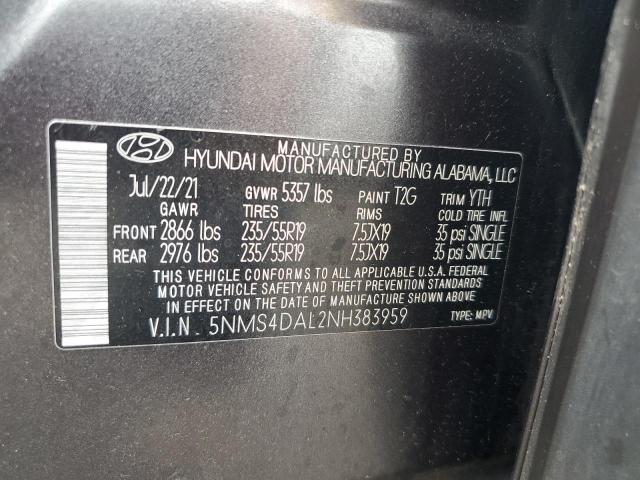 MANUFACTURED BY
HYUNDAI MOTOR MANUFACTURING ALABAMA, LLC
Jul/22/21 GVWR 5357 lbs PAINT T2G TRIM YTH
GAWR TIRES RIMS COLD TIRE INFL
FRONT 2866 lbs 235/55R19 7.5JX19 35 psi SINGLE
REAR 2976 lbs 235/55R19 7.5JX19 35 psi SINGLE
THIS VEHICLE CONFORMS TO ALL APPLICABLE U.S.A. FEDERAL
MOTOR VEHICLE SAFETY AND THEFT PREVENTION STANDARDS
IN EFFECT ON THE DATE OF MANUFACTURE SHOWN ABOVE.
V.I.N. 5NMS4DAL2NH383959 TYPE: MPV